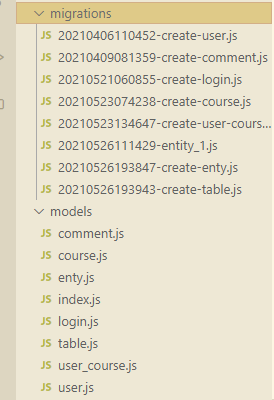 migrations
JS 20210406110452-create-user.js
JS 20210409081359-create-comment.js
JS 20210521060855-create-login.js
JS 20210523074238-create-course.js
JS 20210523134647-create-user-cours...
JS 20210526111429-entity_1.js
JS 20210526193847-create-enty.js
JS 20210526193943-create-table.js
models
JS comment.js
JS course.js
JS enty.js
JS index.js
JS login.js
JS table.js
JS user_course.js
JS user.js